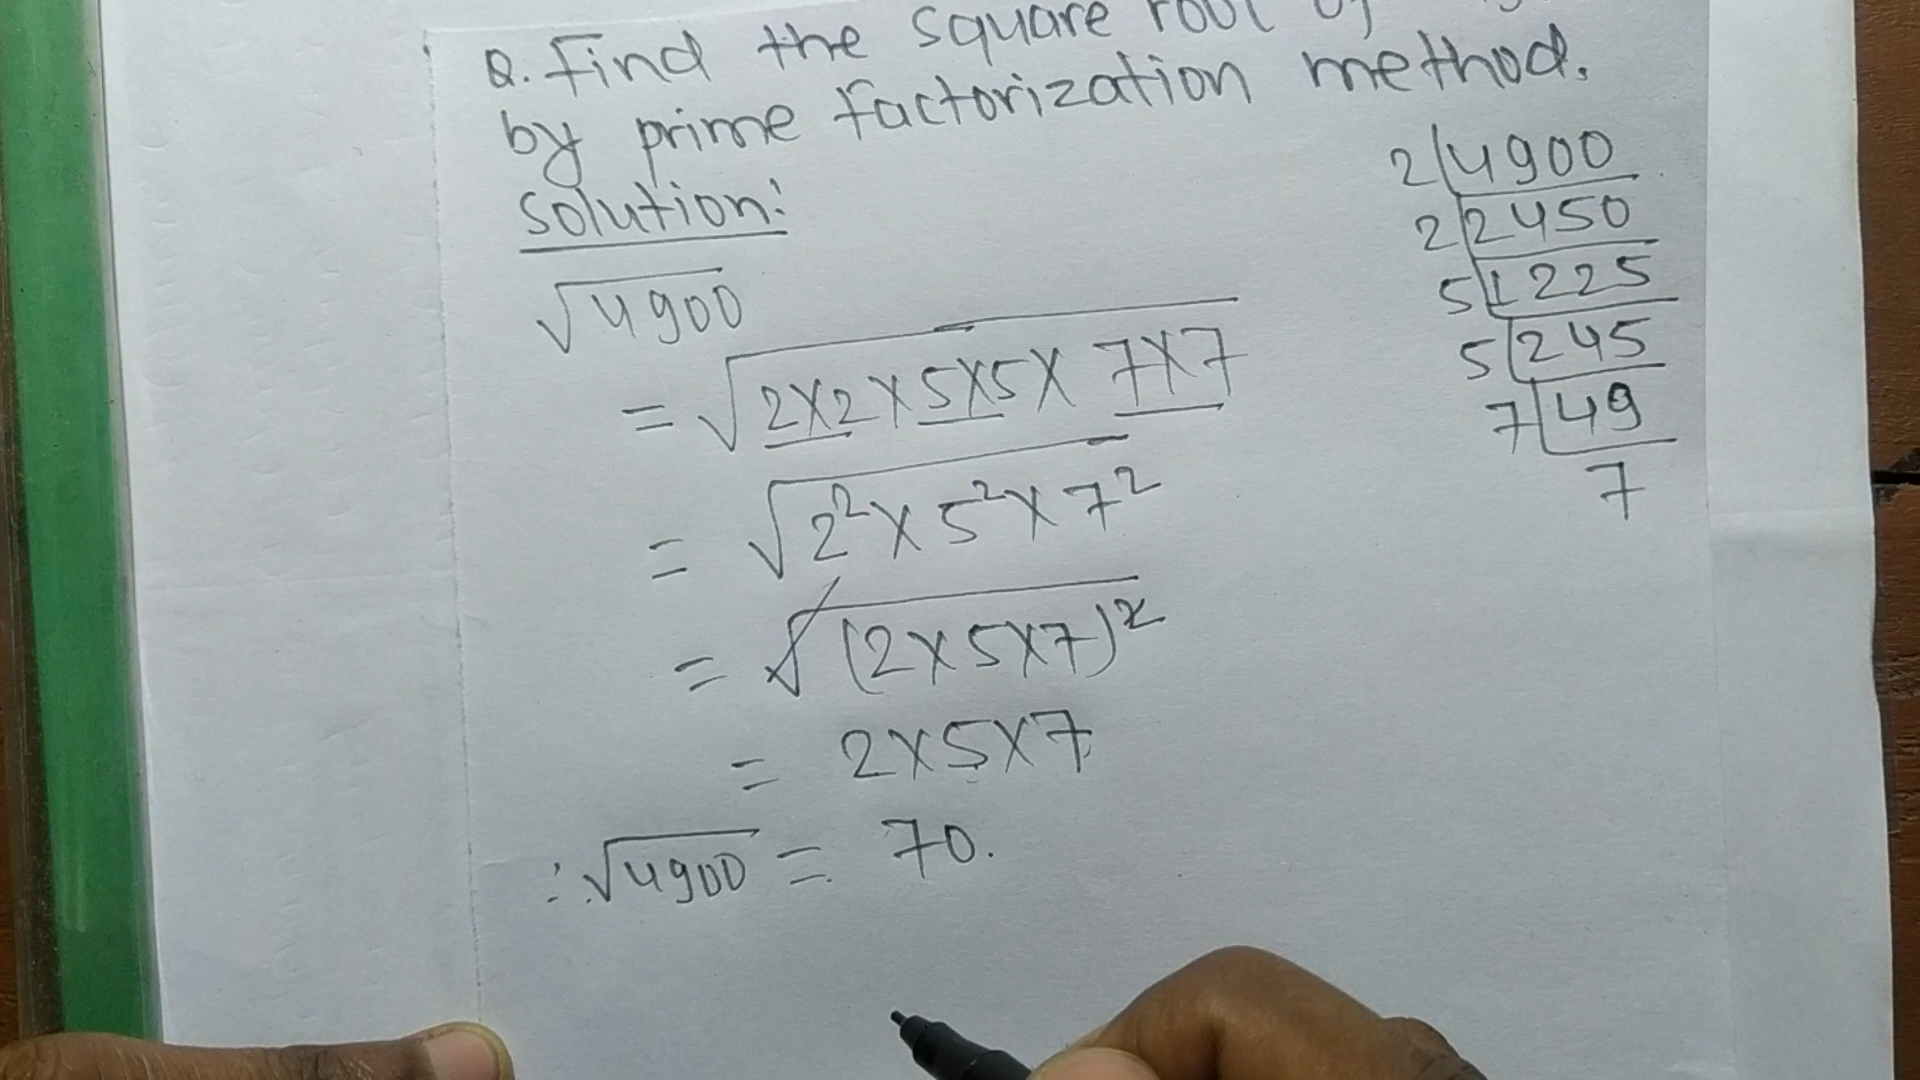 Q. Find the square root of
by prime factorization method.
Solution:
√4900
= √2×2×5×5×7×7
= √2²×5²×7²
= √(2×5×7)²
= 2×5×7
∴ √4900 = 70.
2|4900
2|2450
5|1225
5|245
7|49
7